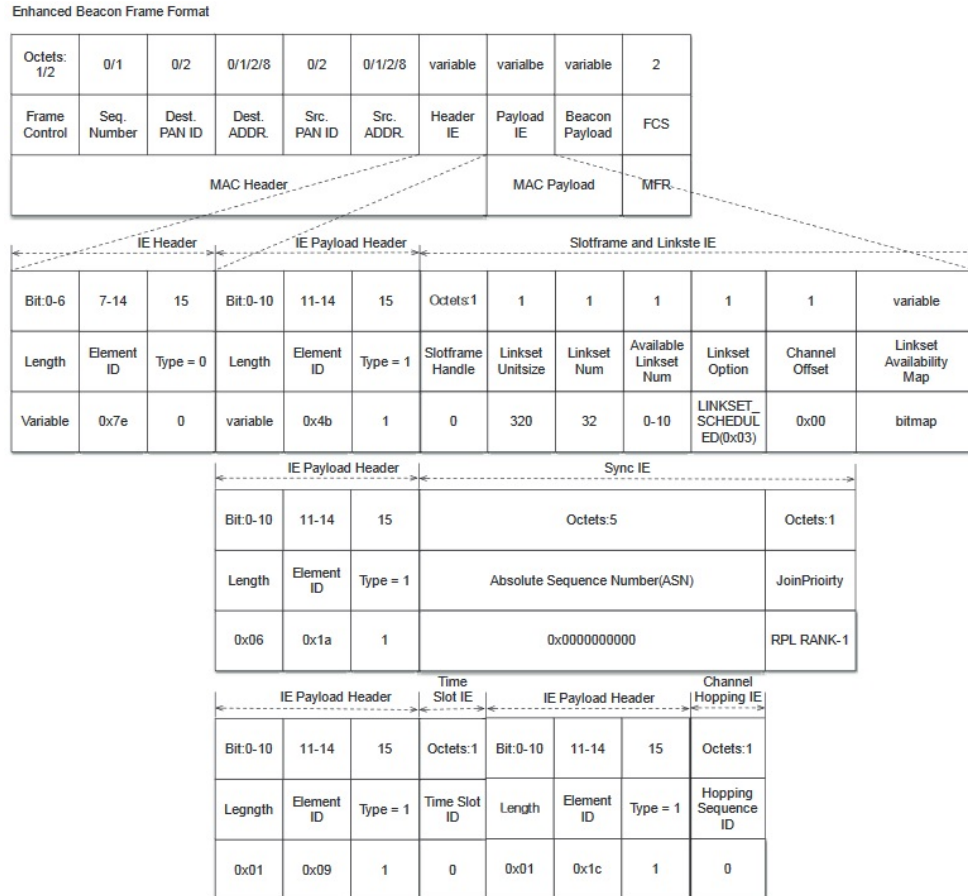 Enhanced Beacon Frame Format
Octets: 1/2 0/1 0/2 0/1/2/8 0/2 0/1/2/8 variable varialbe variable 2
Frame Control Seq. Number Dest. PAN ID Dest. ADDR. Src. PAN ID Src. ADDR. Header IE Payload IE Beacon Payload FCS
MAC Header MAC Payload MFR
IE Header IE Payload Header Slotframe and Linkste IE
Bit:0-6 7-14 15 Bit:0-10 11-14 15 Octets:1 1 1 1 1 1 variable
Length Element ID Type = 0 Length Element ID Type = 1 Slotframe Handle Linkset Unitsize Linkset Num Available Linkset Num Linkset Option Channel Offset Linkset Availability Map
Variable 0x7e 0 variable 0x4b 1 0 320 32 0-10 LINKSET_SCHEDULED(0x03) 0x00 bitmap
IE Payload Header Sync IE
Bit:0-10 11-14 15 Octets:5 Octets:1
Length Element ID Type = 1 Absolute Sequence Number(ASN) JoinPrioirty
0x06 0x1a 1 0x0000000000 RPL RANK-1
IE Payload Header Time Slot IE IE Payload Header Channel Hopping IE
Bit:0-10 11-14 15 Octets:1 Bit:0-10 11-14 15 Octets:1
Legngth Element ID Type = 1 Time Slot ID Length Element ID Type = 1 Hopping Sequence ID
0x01 0x09 1 0 0x01 0x1c 1 0